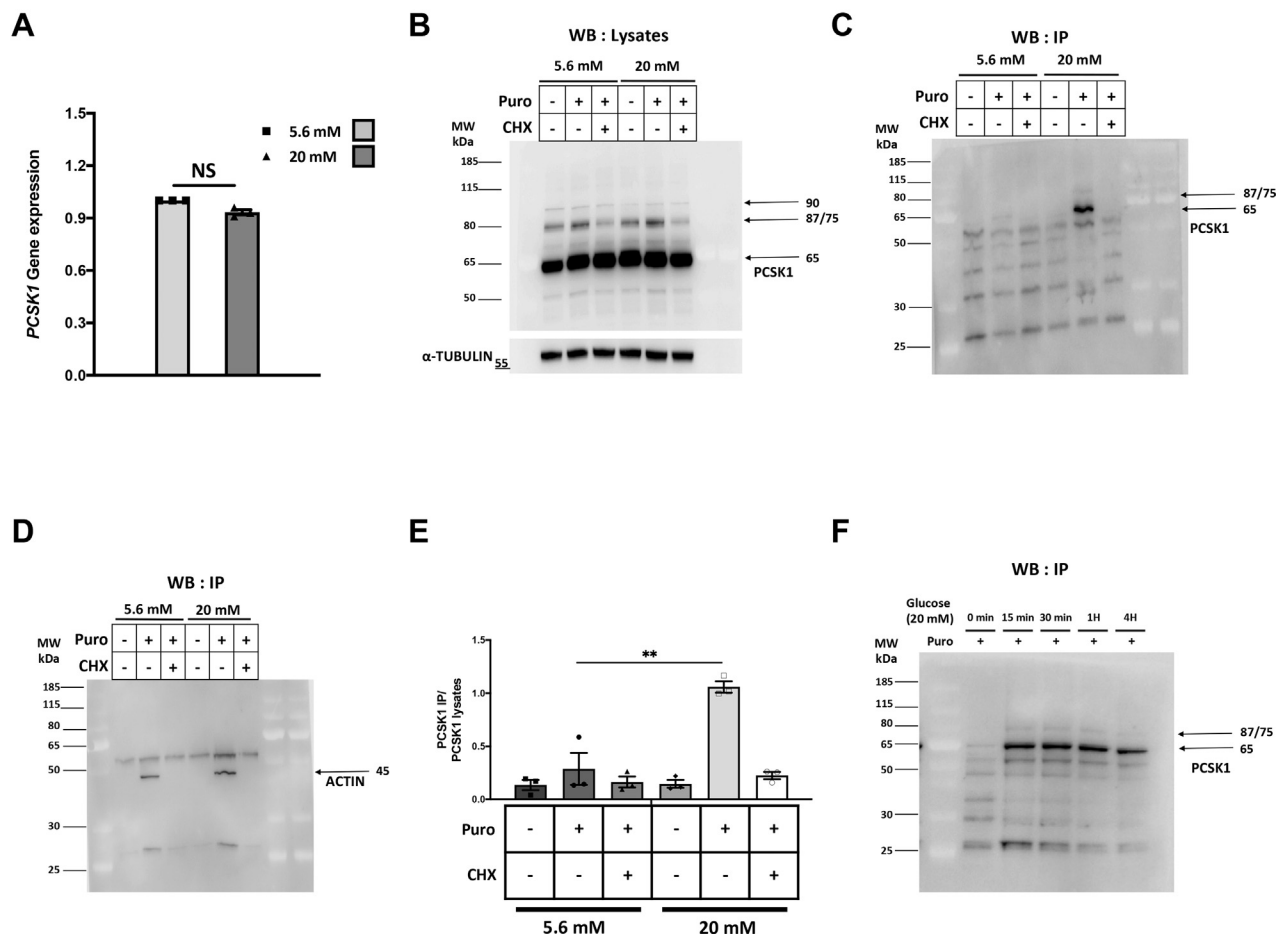 A
1.5
1.2
0.9
0.6
0.3
0.0
PCSK1 Gene expression
NS
5.6 mM
20 mM
B
WB : Lysates
5.6 mM 20 mM
Puro - + + - + +
CHX - - + - - +
MW
kDa
185
115
80
65
50
90
87/75
65
PCSK1
α-TUBULIN 55
C
WB : IP
5.6 mM 20 mM
Puro - + + - + +
CHX - - + - - +
MW
kDa
185
115
80
65
50
30
25
87/75
65
PCSK1
D
WB : IP
5.6 mM 20 mM
Puro - + + - + +
CHX - - + - - +
MW
kDa
185
115
80
65
50
30
25
45
ACTIN
E
1.5
1.0
0.5
0.0
PCSK1 IP/
PCSK1 lysates
**
Puro - + + - + +
CHX - - + - - +
5.6 mM 20 mM
F
WB : IP
Glucose
(20 mM) 0 min 15 min 30 min 1H 4H
Puro + + + + +
MW
kDa
185
115
80
65
50
30
25
87/75
65
PCSK1